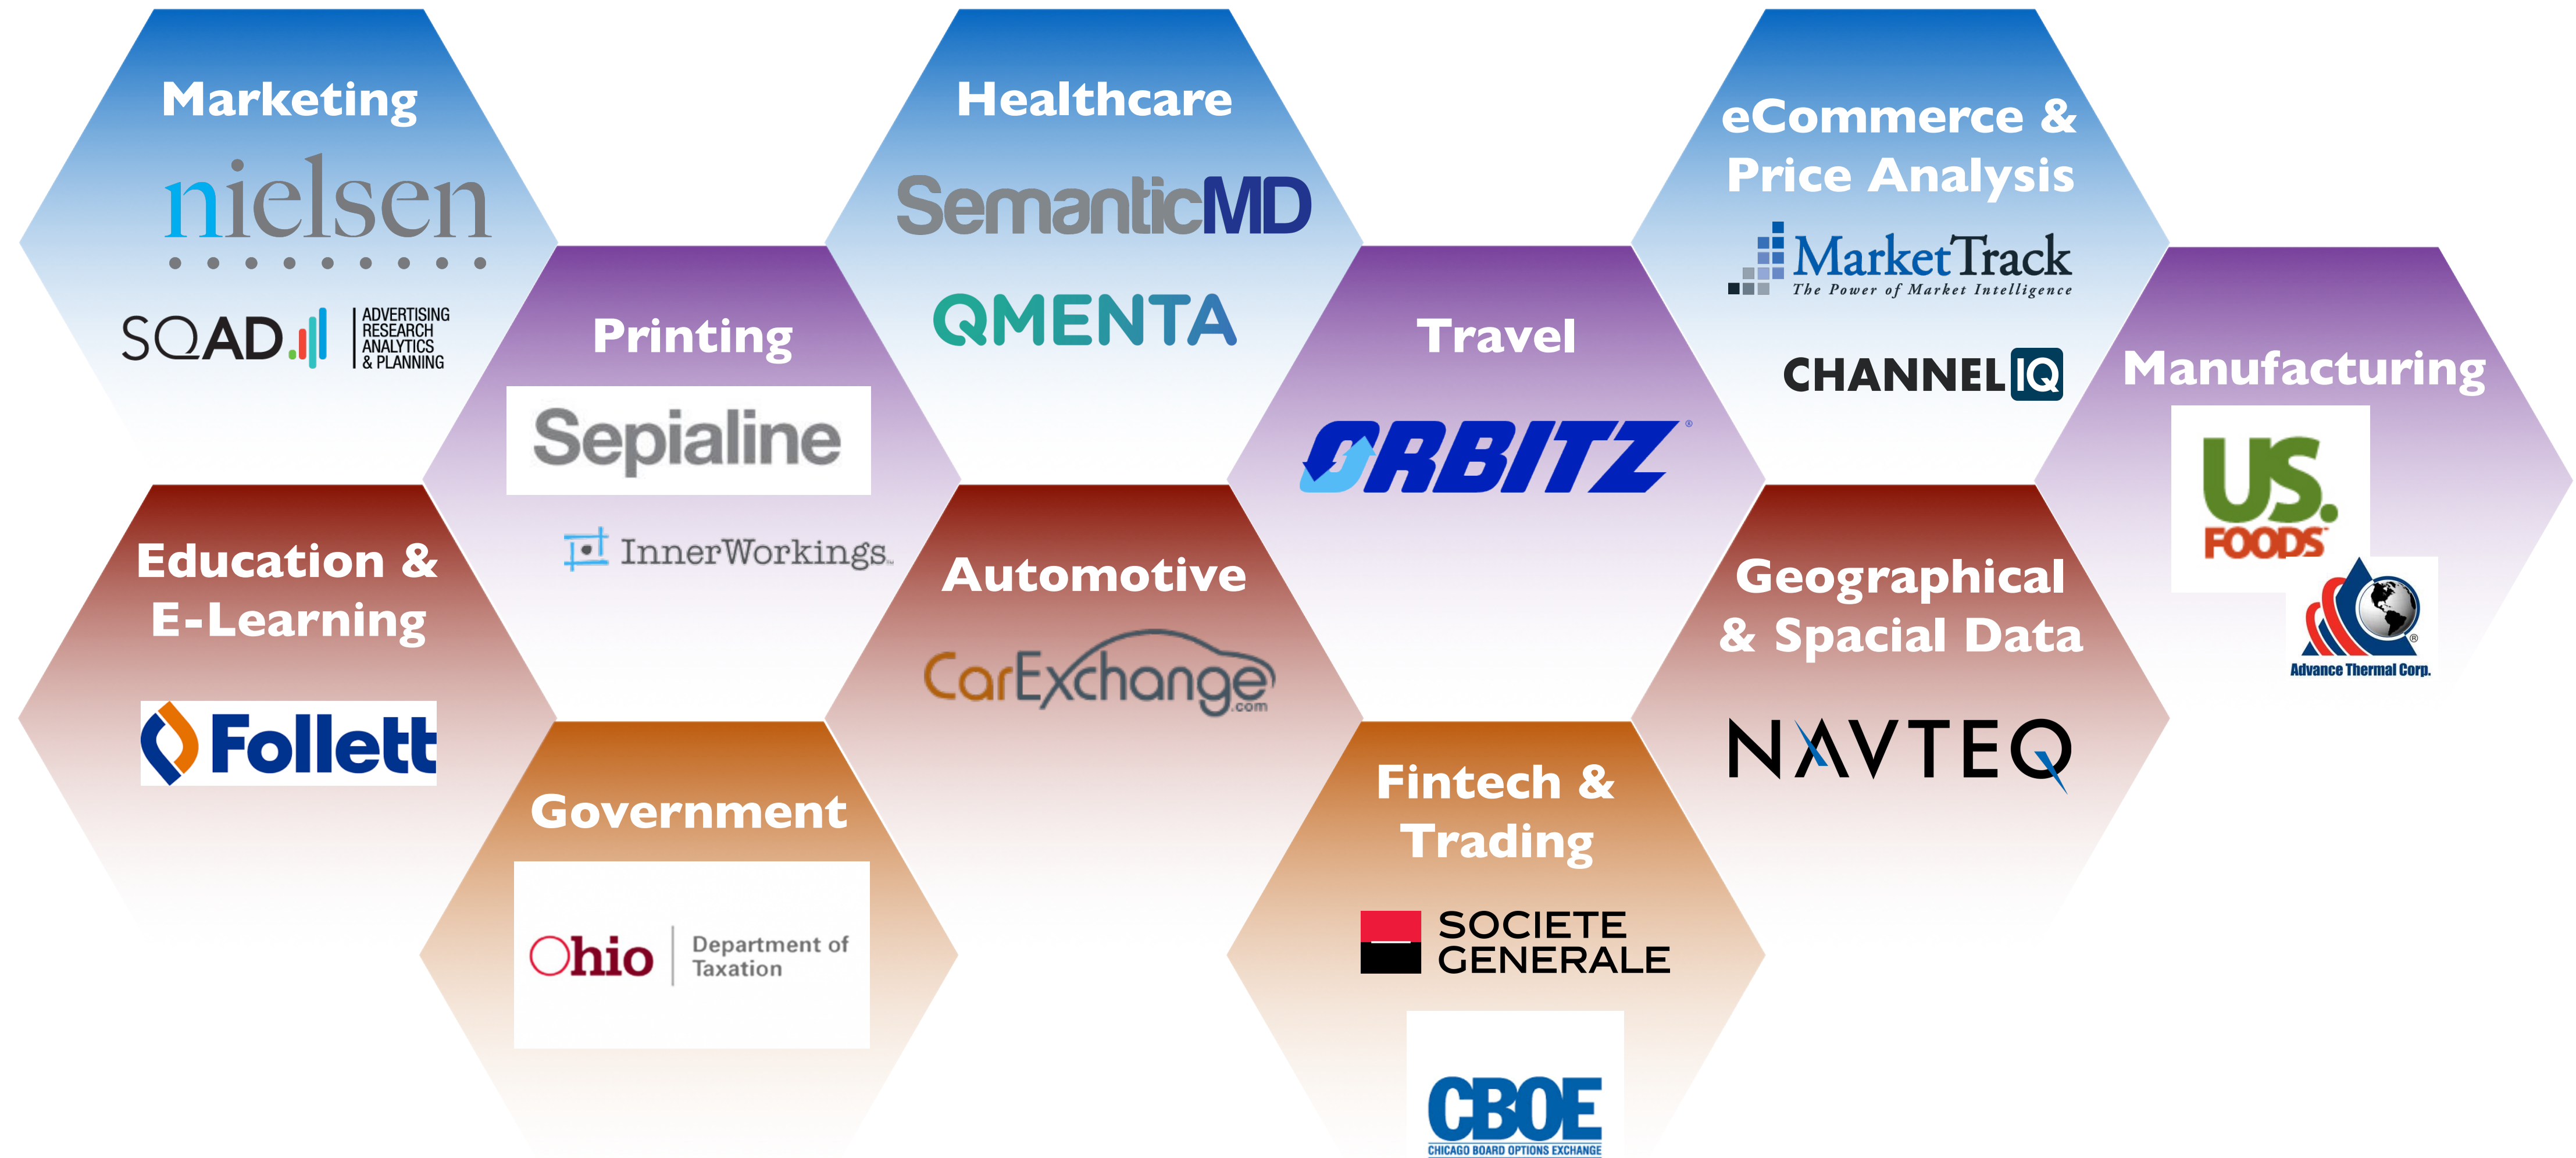 Marketing
nielsen
SQAD
ADVERTISING
RESEARCH
ANALYTICS
& PLANNING
Printing
Sepialine
InnerWorkings™
Healthcare
SemanticMD
QMENTA
Travel
ORBITZ®
eCommerce &
Price Analysis
MarketTrack
The Power of Market Intelligence
CHANNEL IQ
Manufacturing
US.
FOODS™
®
Advance Thermal Corp.
Education &
E-Learning
Follett
Government
Ohio
Department of
Taxation
Automotive
CarExchange
.com
Fintech &
Trading
SOCIETE
GENERALE
CBOE
CHICAGO BOARD OPTIONS EXCHANGE
Geographical
& Spacial Data
NAVTEQ